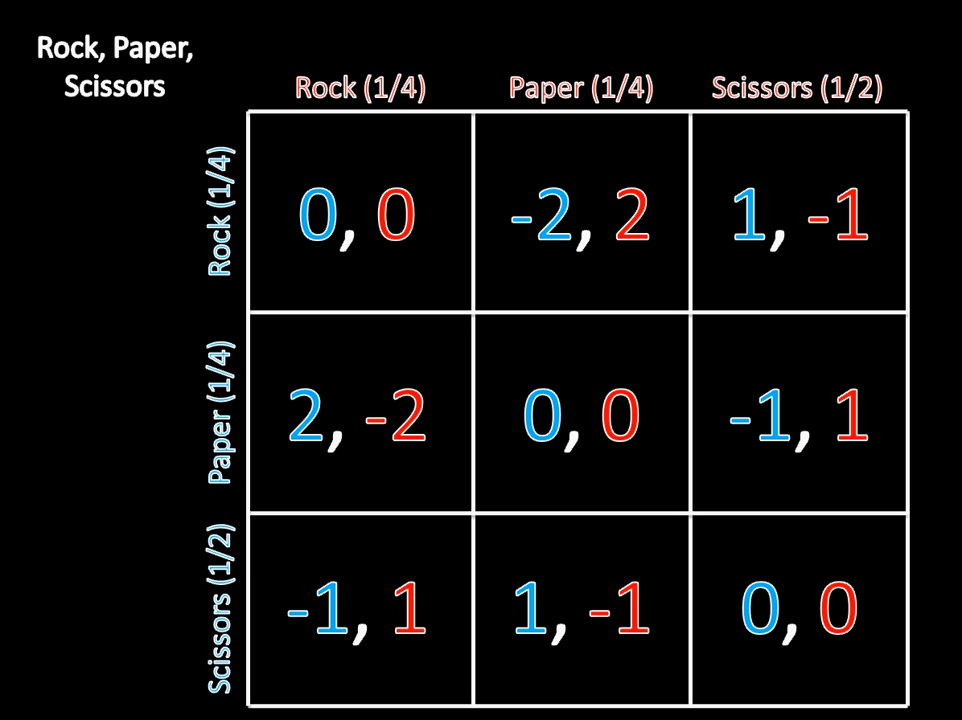 Rock, Paper,
Scissors
Rock (1/4) Paper (1/4) Scissors (1/2)
Rock (1/4) 0, 0 -2, 2 1, -1
Paper (1/4) 2, -2 0, 0 -1, 1
Scissors (1/2) -1, 1 1, -1 0, 0